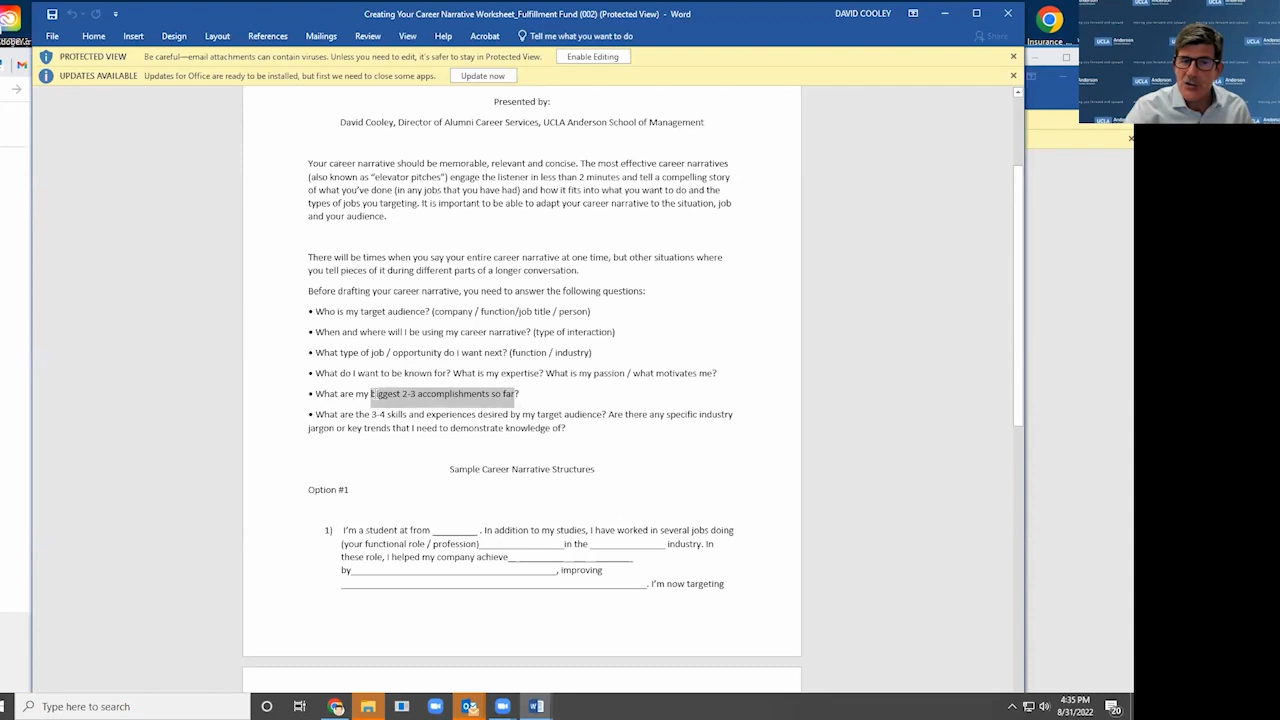 Creating Your Career Narrative Worksheet_Fulfillment Fund (002) (Protected View) - Word
DAVID COOLEY
File Home Insert Design Layout References Mailings Review View Help Acrobat Tell me what you want to do
Share
PROTECTED VIEW Be careful—email attachments can contain viruses. Unless you need to edit, it's safer to stay in Protected View. Enable Editing
UPDATES AVAILABLE Updates for Office are ready to be installed, but first we need to close some apps. Update now
Insurance
UCLA Anderson
Presented by:
David Cooley, Director of Alumni Career Services, UCLA Anderson School of Management
Your career narrative should be memorable, relevant and concise. The most effective career narratives
(also known as “elevator pitches”) engage the listener in less than 2 minutes and tell a compelling story
of what you’ve done (in any jobs that you have had) and how it fits into what you want to do and the
types of jobs you targeting. It is important to be able to adapt your career narrative to the situation, job
and your audience.
There will be times when you say your entire career narrative at one time, but other situations where
you tell pieces of it during different parts of a longer conversation.
Before drafting your career narrative, you need to answer the following questions:
• Who is my target audience? (company / function/job title / person)
• When and where will I be using my career narrative? (type of interaction)
• What type of job / opportunity do i want next? (function / industry)
• What do I want to be known for? What is my expertise? What is my passion / what motivates me?
• What are my biggest 2-3 accomplishments so far?
• What are the 3-4 skills and experiences desired by my target audience? Are there any specific industry
jargon or key trends that I need to demonstrate knowledge of?
Sample Career Narrative Structures
Option #1
1) I’m a student at from ________ . In addition to my studies, I have worked in several jobs doing
(your functional role / profession)________________in the ______________ industry. In
these role, I helped my company achieve_______________________
by______________________________________, improving
_________________________________________________________. I’m now targeting
Type here to search
4:35 PM
8/31/2022
20